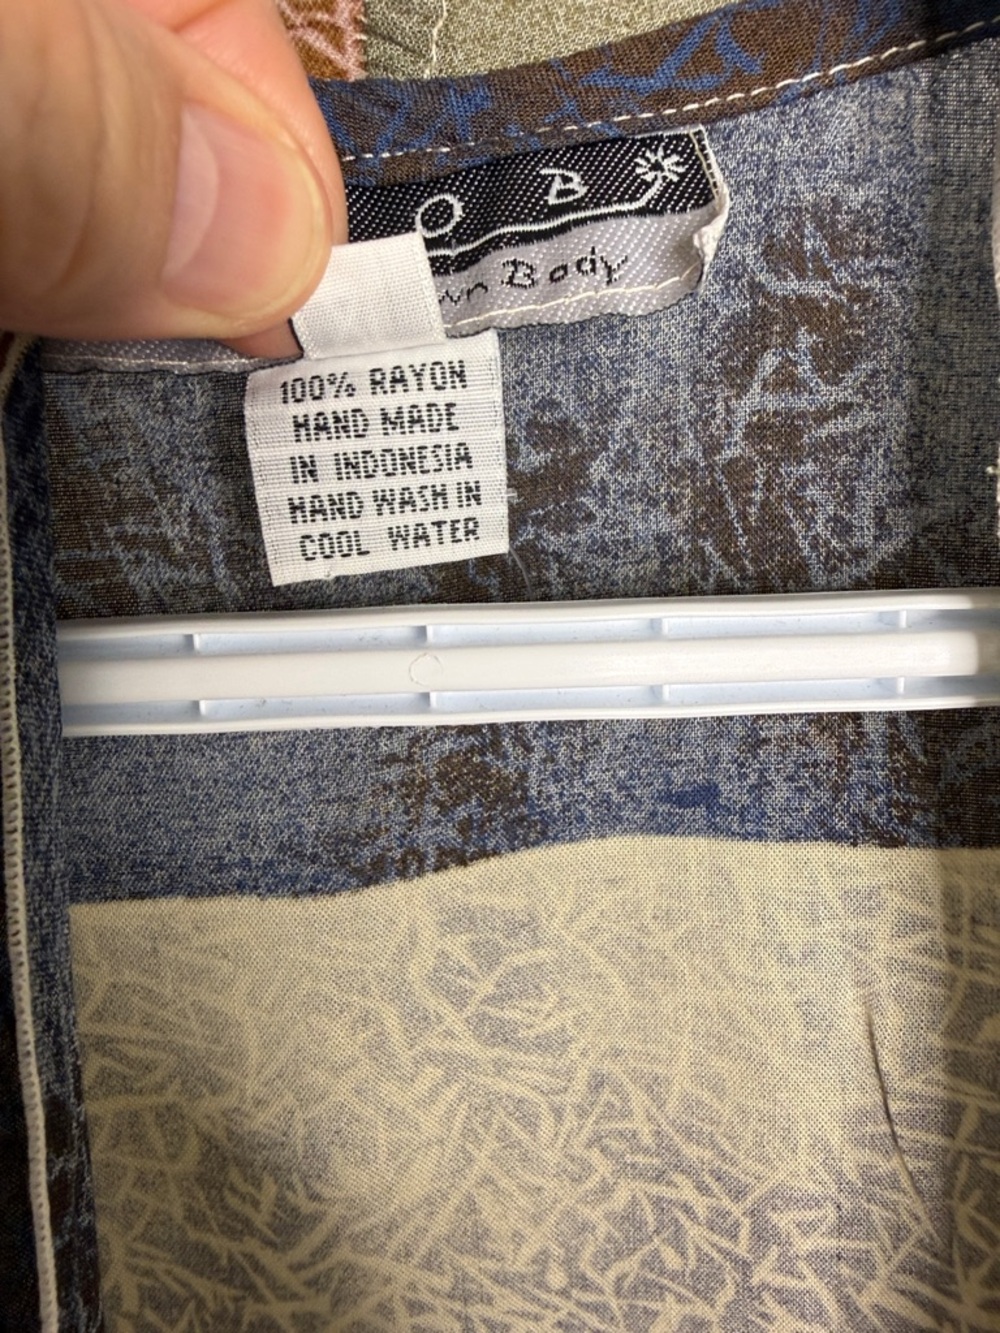 O B
Body
100% RAYON
HAND MADE
IN INDONESIA
HAND WASH IN
COOL WATER